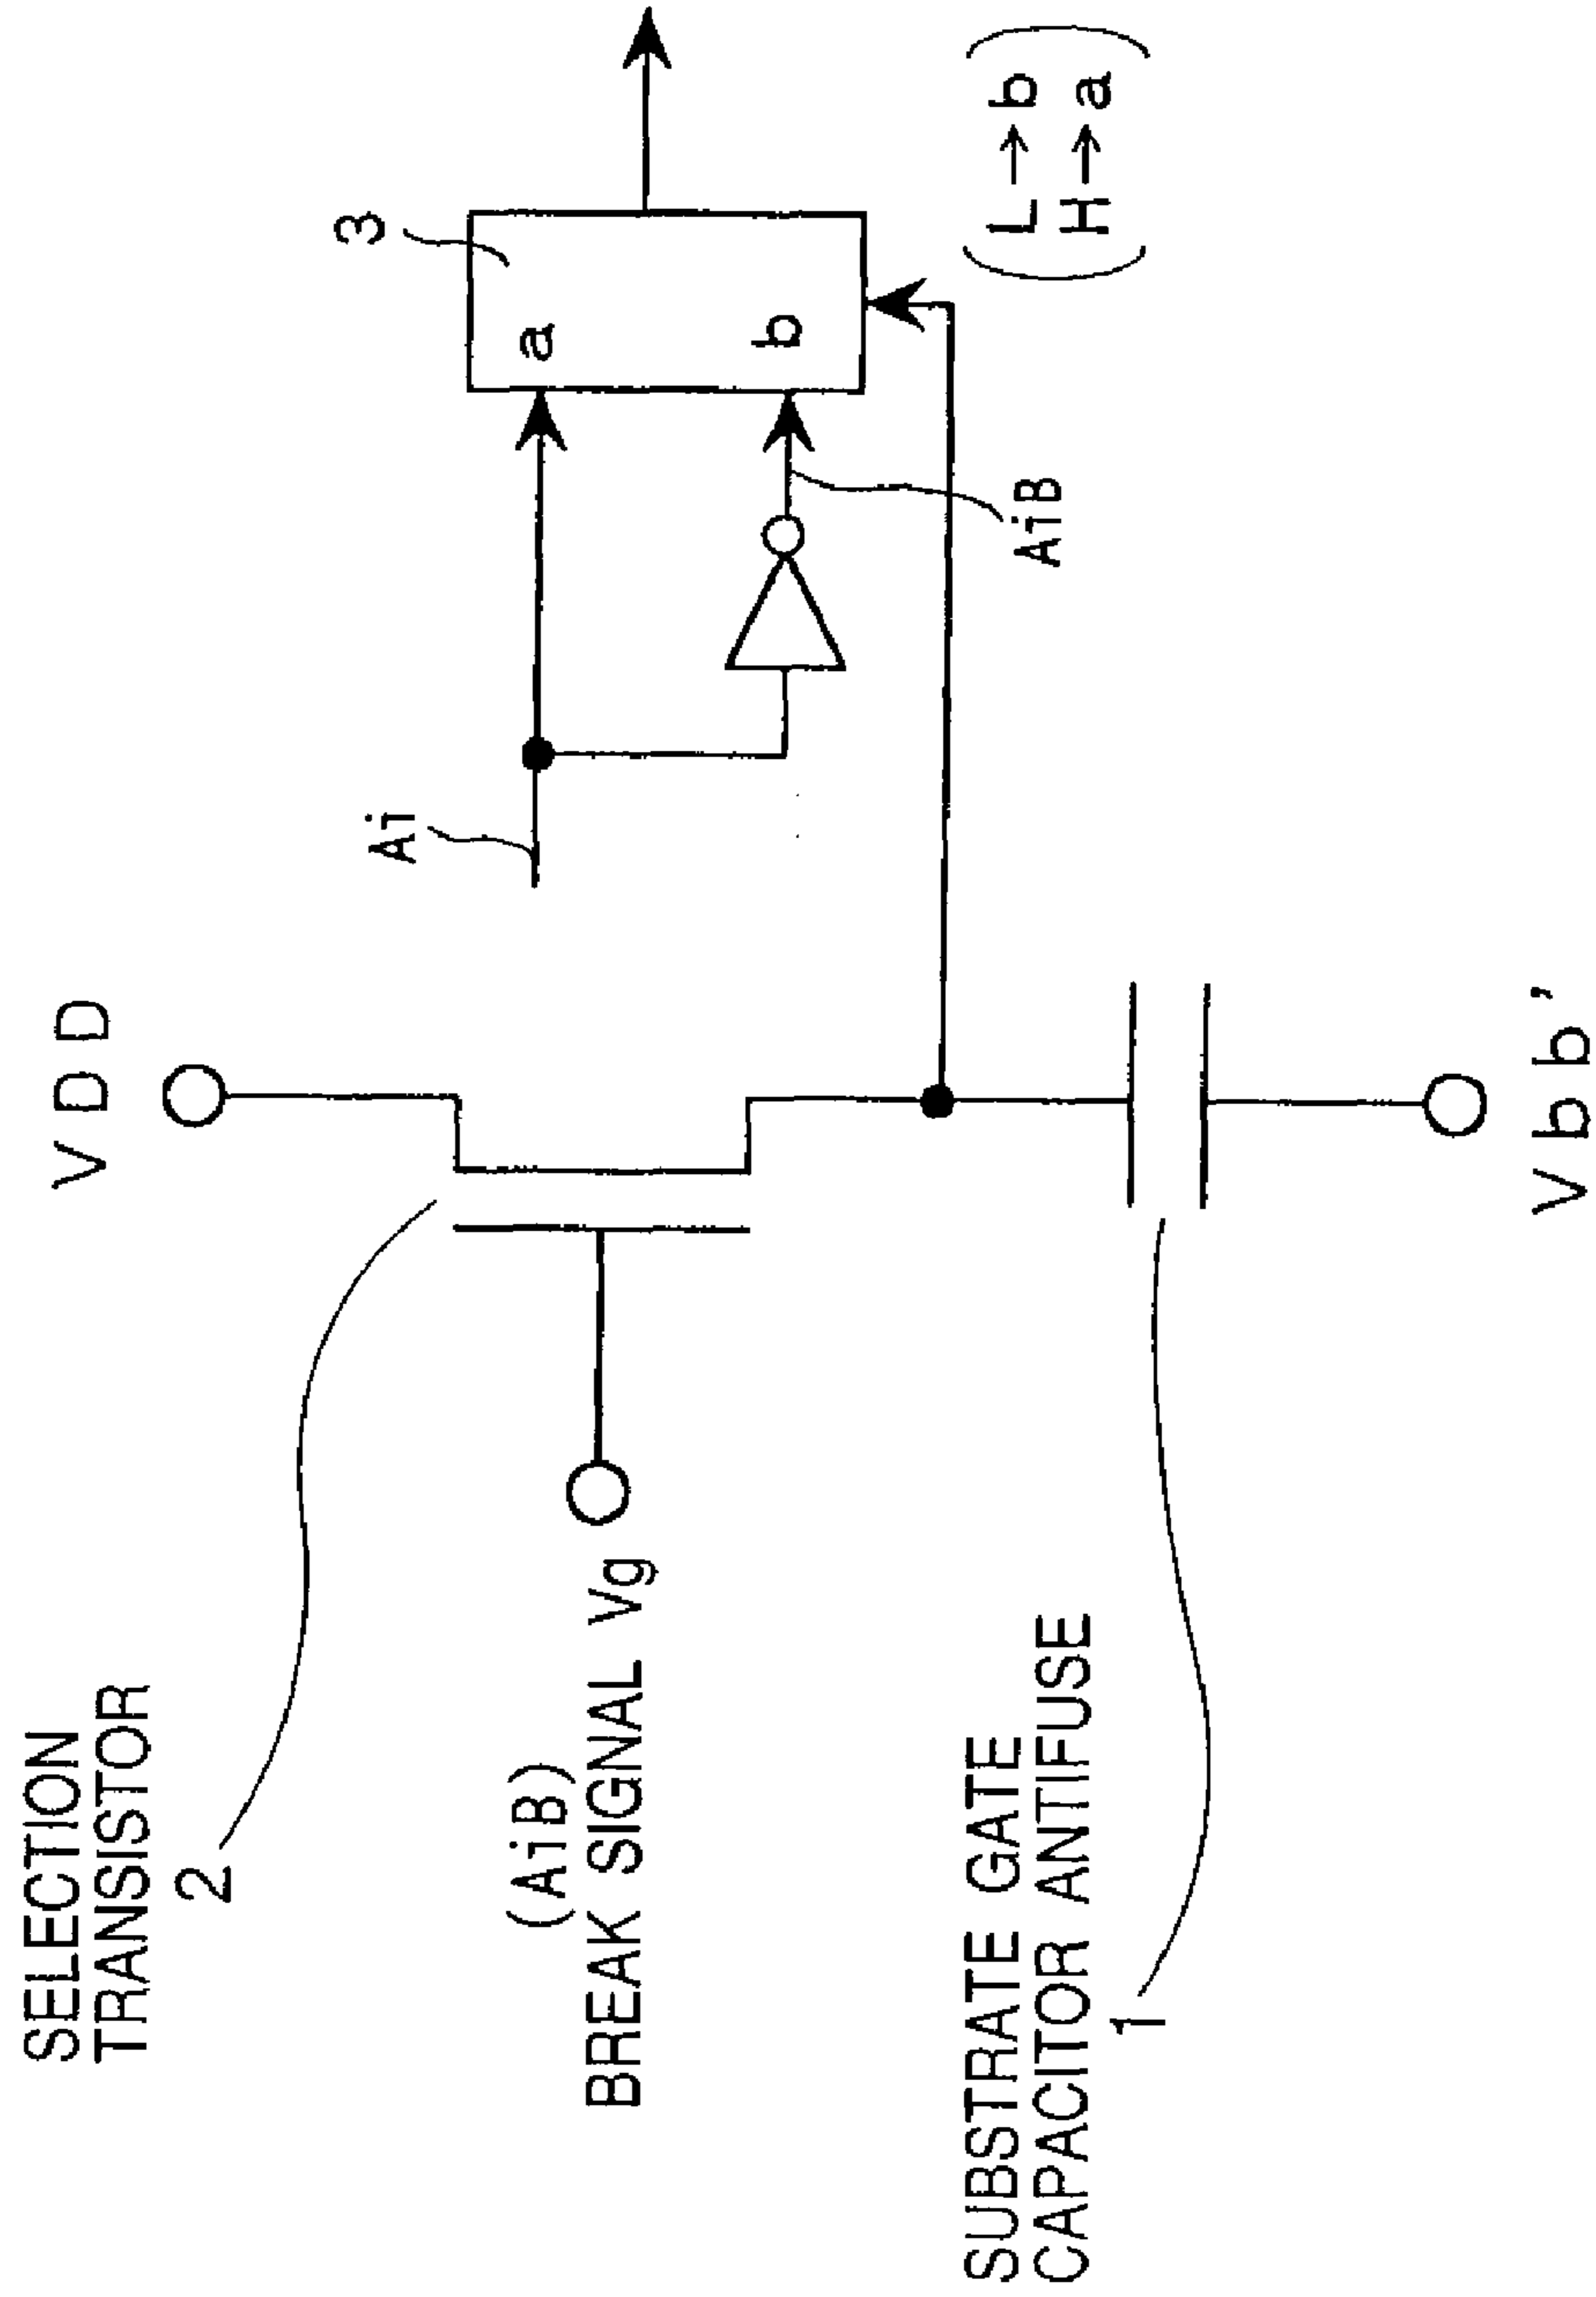 SELECTION
TRANSISTOR
2
VDD
(AiB)
BREAK SIGNAL Vg
Ai
3
a
b
AiB
(L→b
H→a)
SUBSTRATE GATE
CAPACITOR ANTIFUSE
1
Vbb'